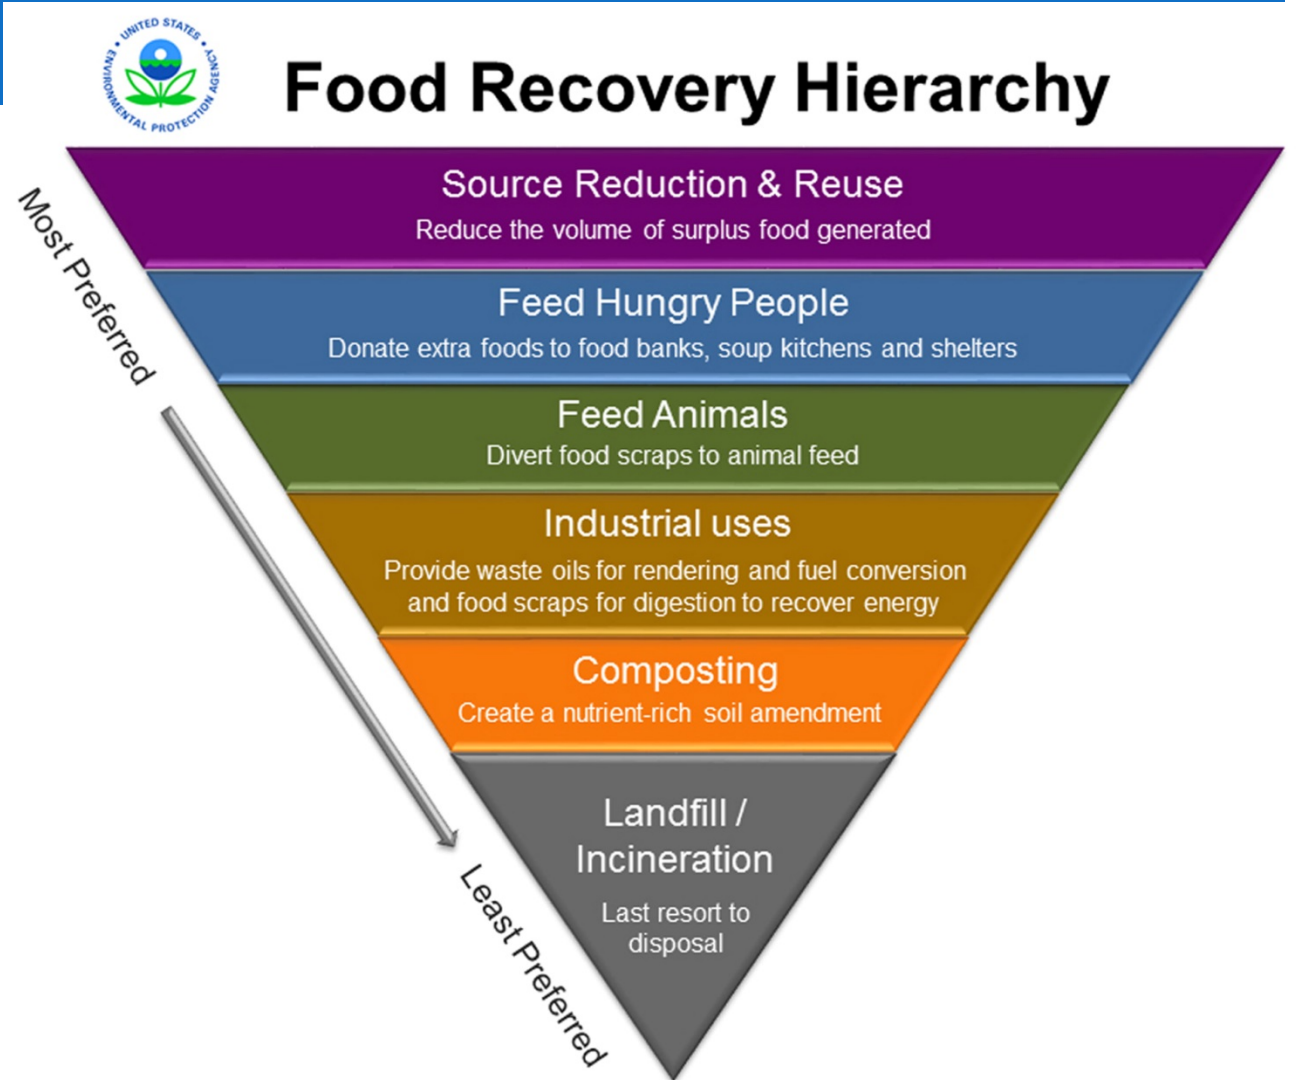 UNITED STATES
ENVIRONMENTAL PROTECTION AGENCY
Food Recovery Hierarchy
Most Preferred
Source Reduction & Reuse
Reduce the volume of surplus food generated
Feed Hungry People
Donate extra foods to food banks, soup kitchens and shelters
Feed Animals
Divert food scraps to animal feed
Industrial uses
Provide waste oils for rendering and fuel conversion
and food scraps for digestion to recover energy
Composting
Create a nutrient-rich soil amendment
Landfill /
Incineration
Last resort to
disposal
Least Preferred